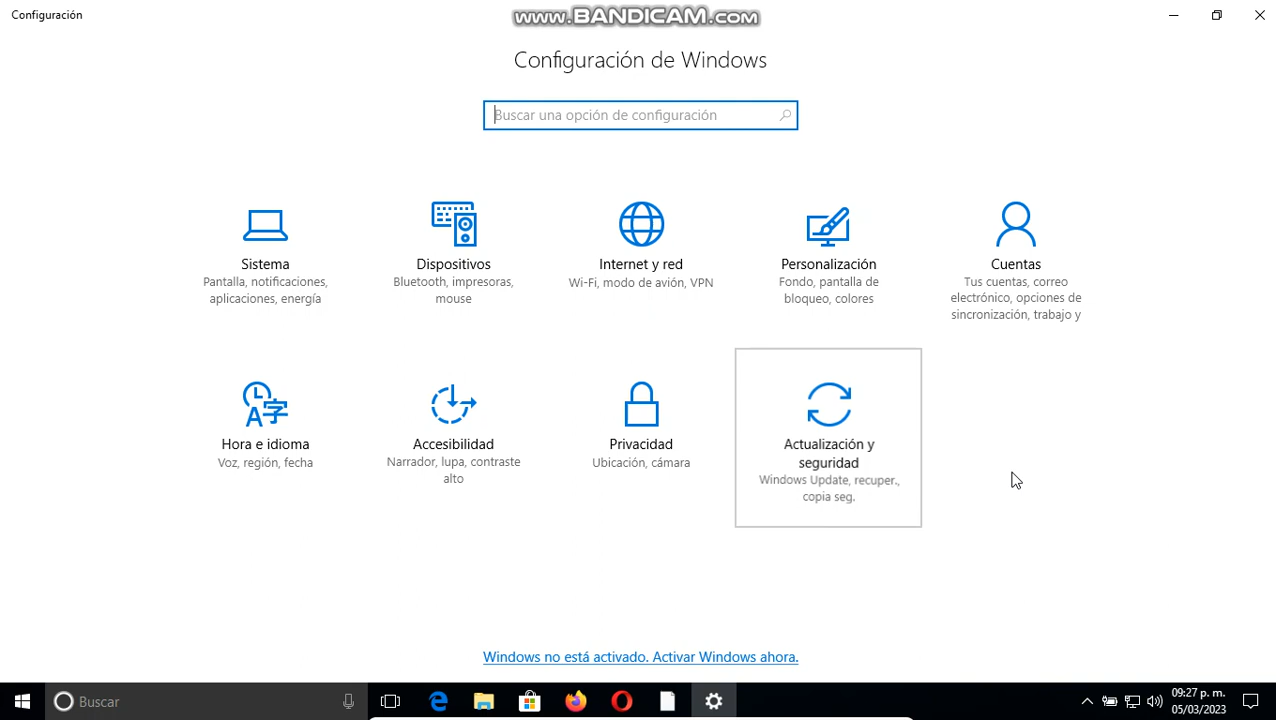 Configuración
www.BANDICAM.com
Configuración de Windows
Buscar una opción de configuración
Sistema
Pantalla, notificaciones,
aplicaciones, energía
Dispositivos
Bluetooth, impresoras,
mouse
Internet y red
Wi-Fi, modo de avión, VPN
Personalización
Fondo, pantalla de
bloqueo, colores
Cuentas
Tus cuentas, correo
electrónico, opciones de
sincronización, trabajo y
Hora e idioma
Voz, región, fecha
Accesibilidad
Narrador, lupa, contraste
alto
Privacidad
Ubicación, cámara
Actualización y
seguridad
Windows Update, recuper.,
copia seg.
Windows no está activado. Activar Windows ahora.
Buscar
09:27 p. m.
05/03/2023